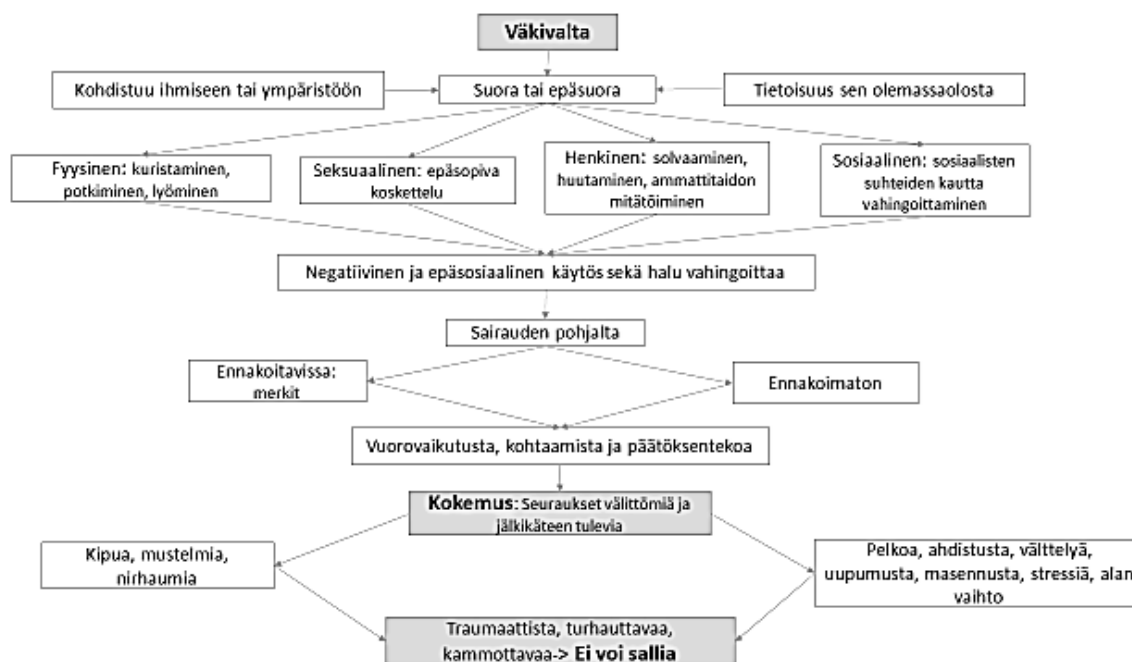 Väkivalta
Kohdistuu ihmiseen tai ympäristöön
Suora tai epäsuora
Tietoisuus sen olemassaolosta
Fyysinen: kuristaminen,
potkiminen, lyöminen
Seksuaalinen: epäsopiva
koskettelu
Henkinen: solvaaminen,
huutaminen, ammattitaidon
mitätöiminen
Sosiaalinen: sosiaalisten
suhteiden kautta
vahingoittaminen
Negatiivinen ja epäsosiaalinen käytös sekä halu vahingoittaa
Sairauden pohjalta
Ennakoitavissa:
merkit
Ennakoimaton
Vuorovaikutusta, kohtaamista ja päätöksentekoa
Kokemus: Seuraukset välittömiä ja
jälkikäteen tulevia
Kipua, mustelmia,
nirhaumia
Pelkoa, ahdistusta, välttelyä,
uupumusta, masennusta, stressiä, alan
vaihto
Traumaattista, turhauttavaa,
kammottavaa-> Ei voi sallia